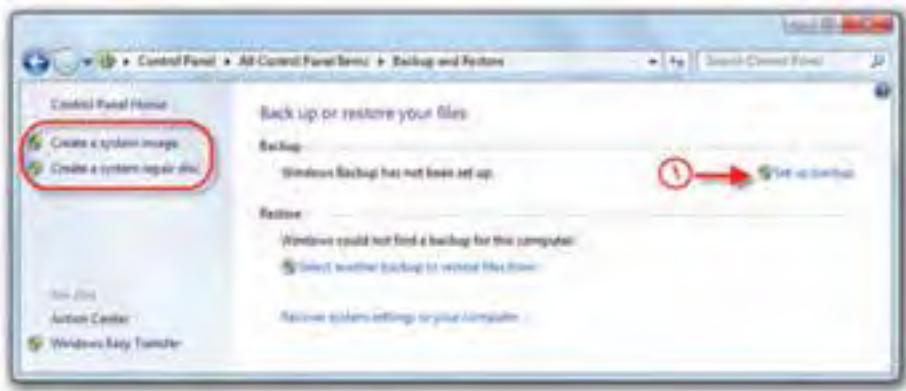 Control Panel ▸ All Control Panel Items ▸ Backup and Restore
Search Control Panel
Control Panel Home
Create a system image
Create a system repair disc
Back up or restore your files
Backup
Windows Backup has not been set up.
١
Set up backup
Restore
Windows could not find a backup for this computer.
Select another backup to restore files from
Recover system settings or your computer
See also
Action Center
Windows Easy Transfer